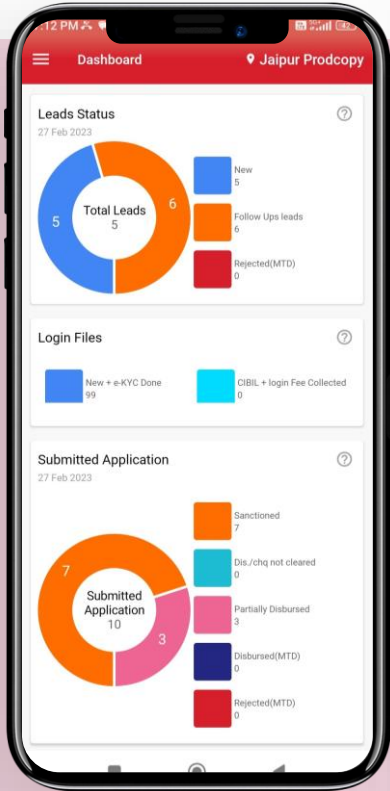 :12 PM
42
Dashboard
Jaipur Prodcopy
Leads Status
27 Feb 2023
5
Total Leads
5
6
New
5
Follow Ups leads
6
Rejected(MTD)
0
Login Files
New + e-KYC Done
99
CIBIL + login Fee Collected
0
Submitted Application
27 Feb 2023
7
Submitted
Application
10
3
Sanctioned
7
Dis./chq not cleared
0
Partially Disbursed
3
Disbursed(MTD)
0
Rejected(MTD)
0